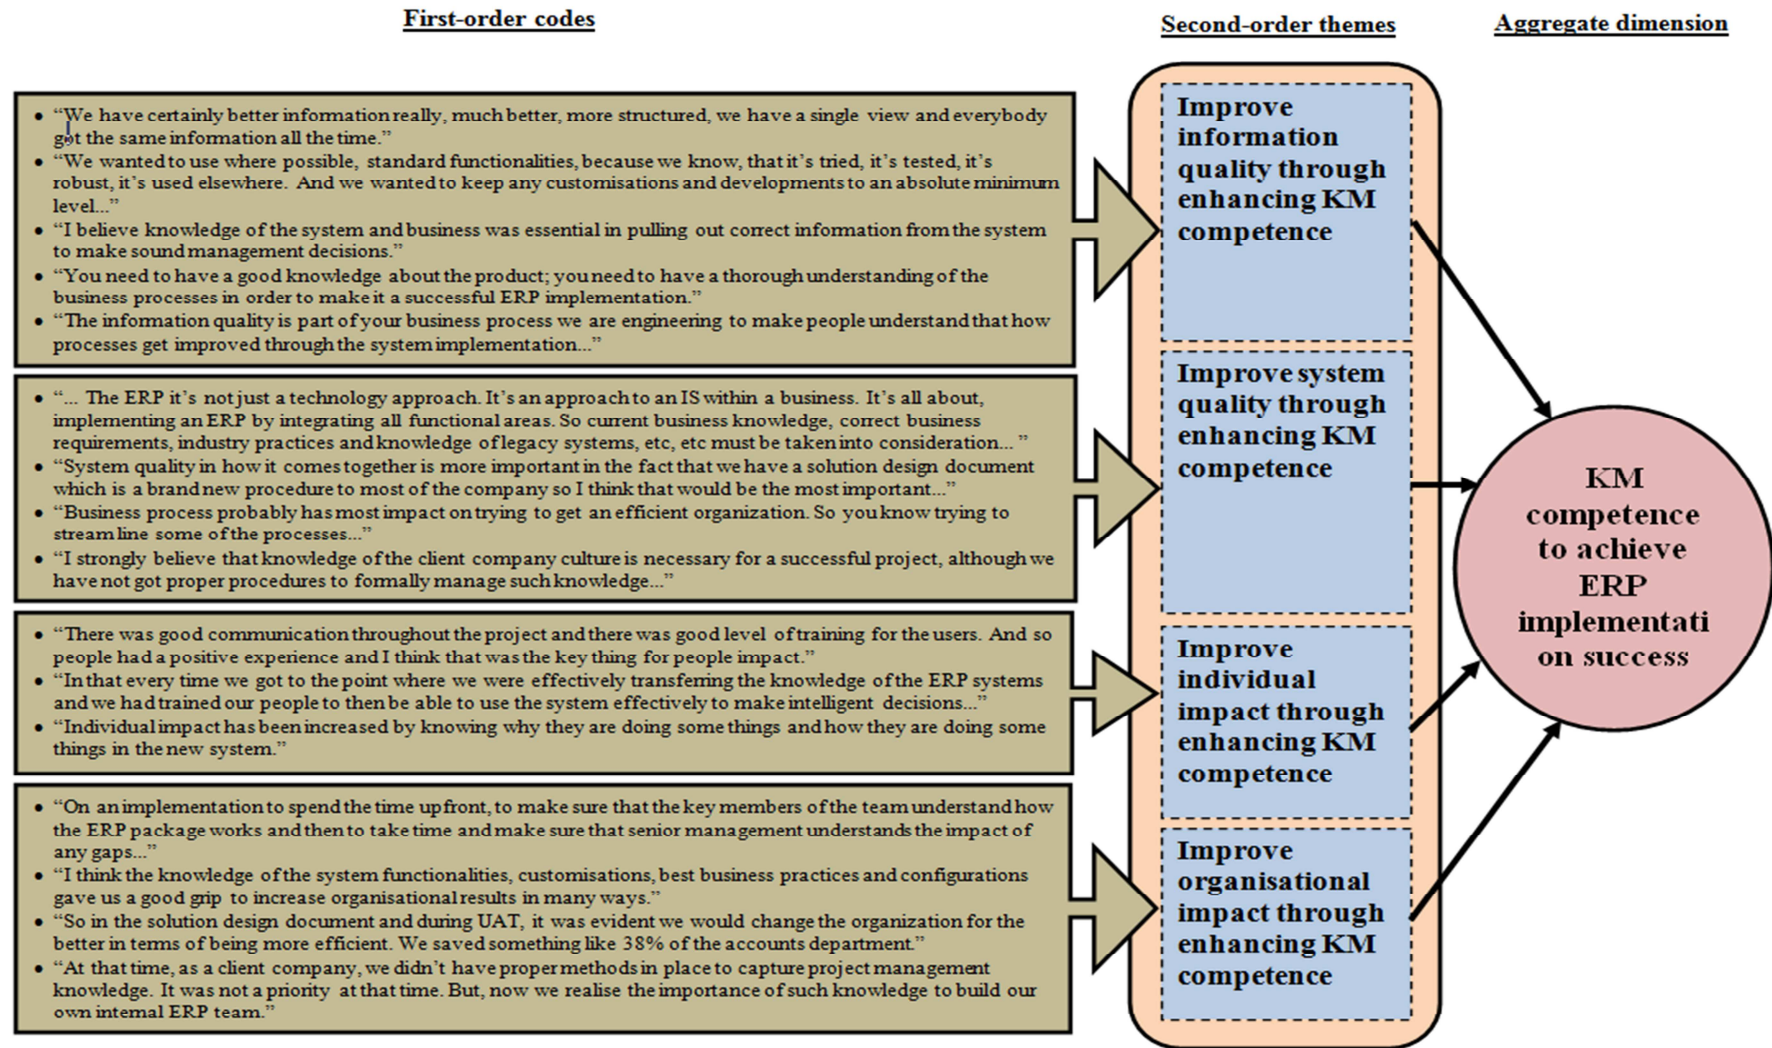 First-order codes
Second-order themes
Aggregate dimension
• “We have certainly better information really, much better, more structured, we have a single view and everybody
got the same information all the time.”
• “We wanted to use where possible, standard functionalities, because we know, that it’s tried, it’s tested, it’s
robust, it’s used elsewhere. And we wanted to keep any customisations and developments to an absolute minimum
level...”
• “I believe knowledge of the system and business was essential in pulling out correct information from the system
to make sound management decisions.”
• “You need to have a good knowledge about the product; you need to have a thorough understanding of the
business processes in order to make it a successful ERP implementation.”
• “The information quality is part of your business process we are engineering to make people understand that how
processes get improved through the system implementation...”
• “... The ERP it’s not just a technology approach. It’s an approach to an IS within a business. It’s all about,
implementing an ERP by integrating all functional areas. So current business knowledge, correct business
requirements, industry practices and knowledge of legacy systems, etc, etc must be taken into consideration... ”
• “System quality in how it comes together is more important in the fact that we have a solution design document
which is a brand new procedure to most of the company so I think that would be the most important...”
• “Business process probably has most impact on trying to get an efficient organization. So you know trying to
stream line some of the processes...”
• “I strongly believe that knowledge of the client company culture is necessary for a successful project, although we
have not got proper procedures to formally manage such knowledge...”
• “There was good communication throughout the project and there was good level of training for the users. And so
people had a positive experience and I think that was the key thing for people impact.”
• “In that every time we got to the point where we were effectively transferring the knowledge of the ERP systems
and we had trained our people to then be able to use the system effectively to make intelligent decisions...”
• “Individual impact has been increased by knowing why they are doing some things and how they are doing some
things in the new system.”
• “On an implementation to spend the time upfront, to make sure that the key members of the team understand how
the ERP package works and then to take time and make sure that senior management understands the impact of
any gaps...”
• “I think the knowledge of the system functionalities, customisations, best business practices and configurations
gave us a good grip to increase organisational results in many ways.”
• “So in the solution design document and during UAT, it was evident we would change the organization for the
better in terms of being more efficient. We saved something like 38% of the accounts department.”
• “At that time, as a client company, we didn’t have proper methods in place to capture project management
knowledge. It was not a priority at that time. But, now we realise the importance of such knowledge to build our
own internal ERP team.”
Improve
information
quality through
enhancing KM
competence
Improve system
quality through
enhancing KM
competence
Improve
individual
impact through
enhancing KM
competence
Improve
organisational
impact through
enhancing KM
competence
KM
competence
to achieve
ERP
implementati
on success